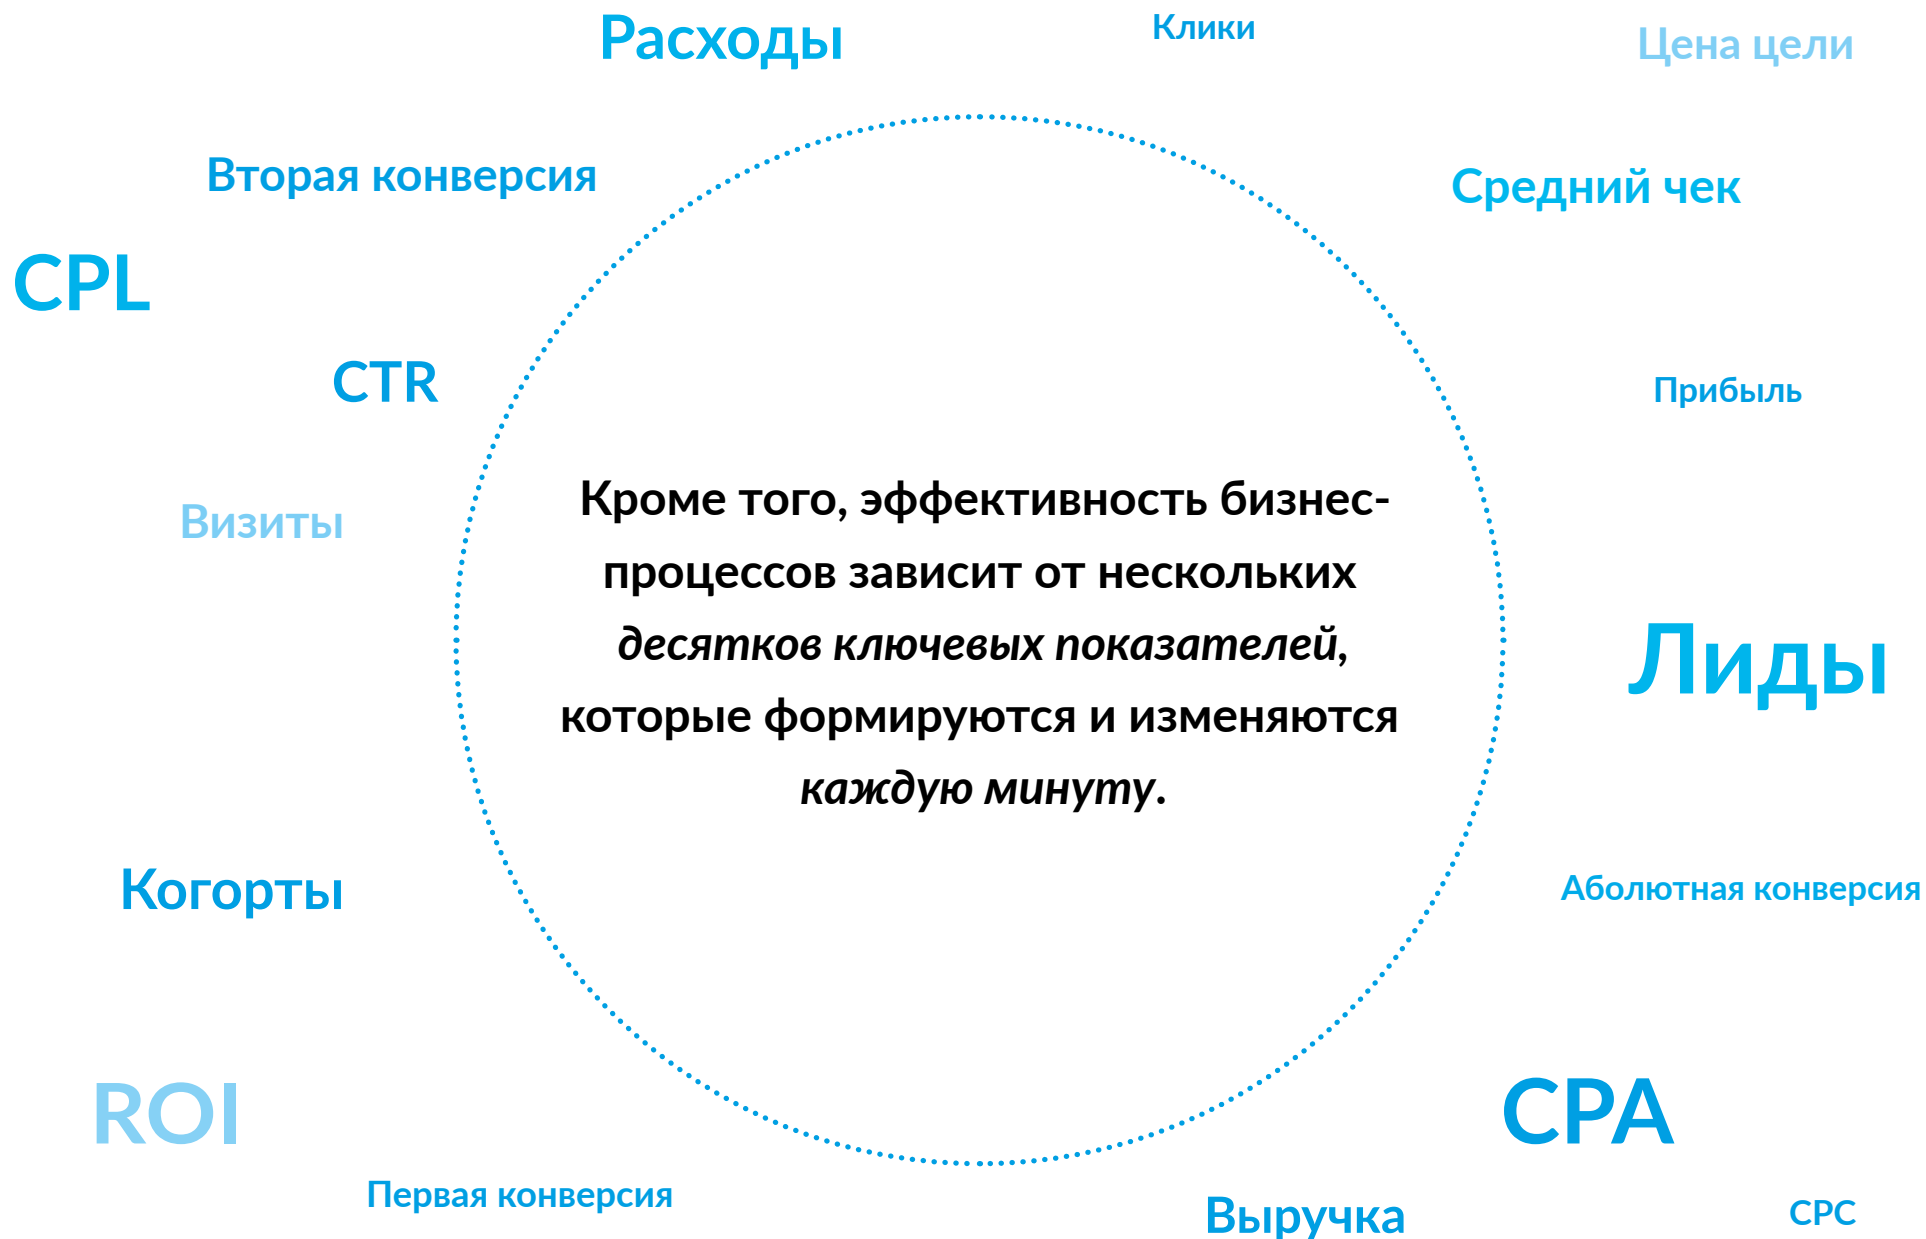 Расходы
Клики
Цена цели
Вторая конверсия
Средний чек
CPL
CTR
Прибыль
Визиты
Кроме того, эффективность бизнес-
процессов зависит от нескольких
десятков ключевых показателей,
которые формируются и изменяются
каждую минуту.
Лиды
Когорты
Аболютная конверсия
ROI
CPA
Первая конверсия
Выручка
CPC